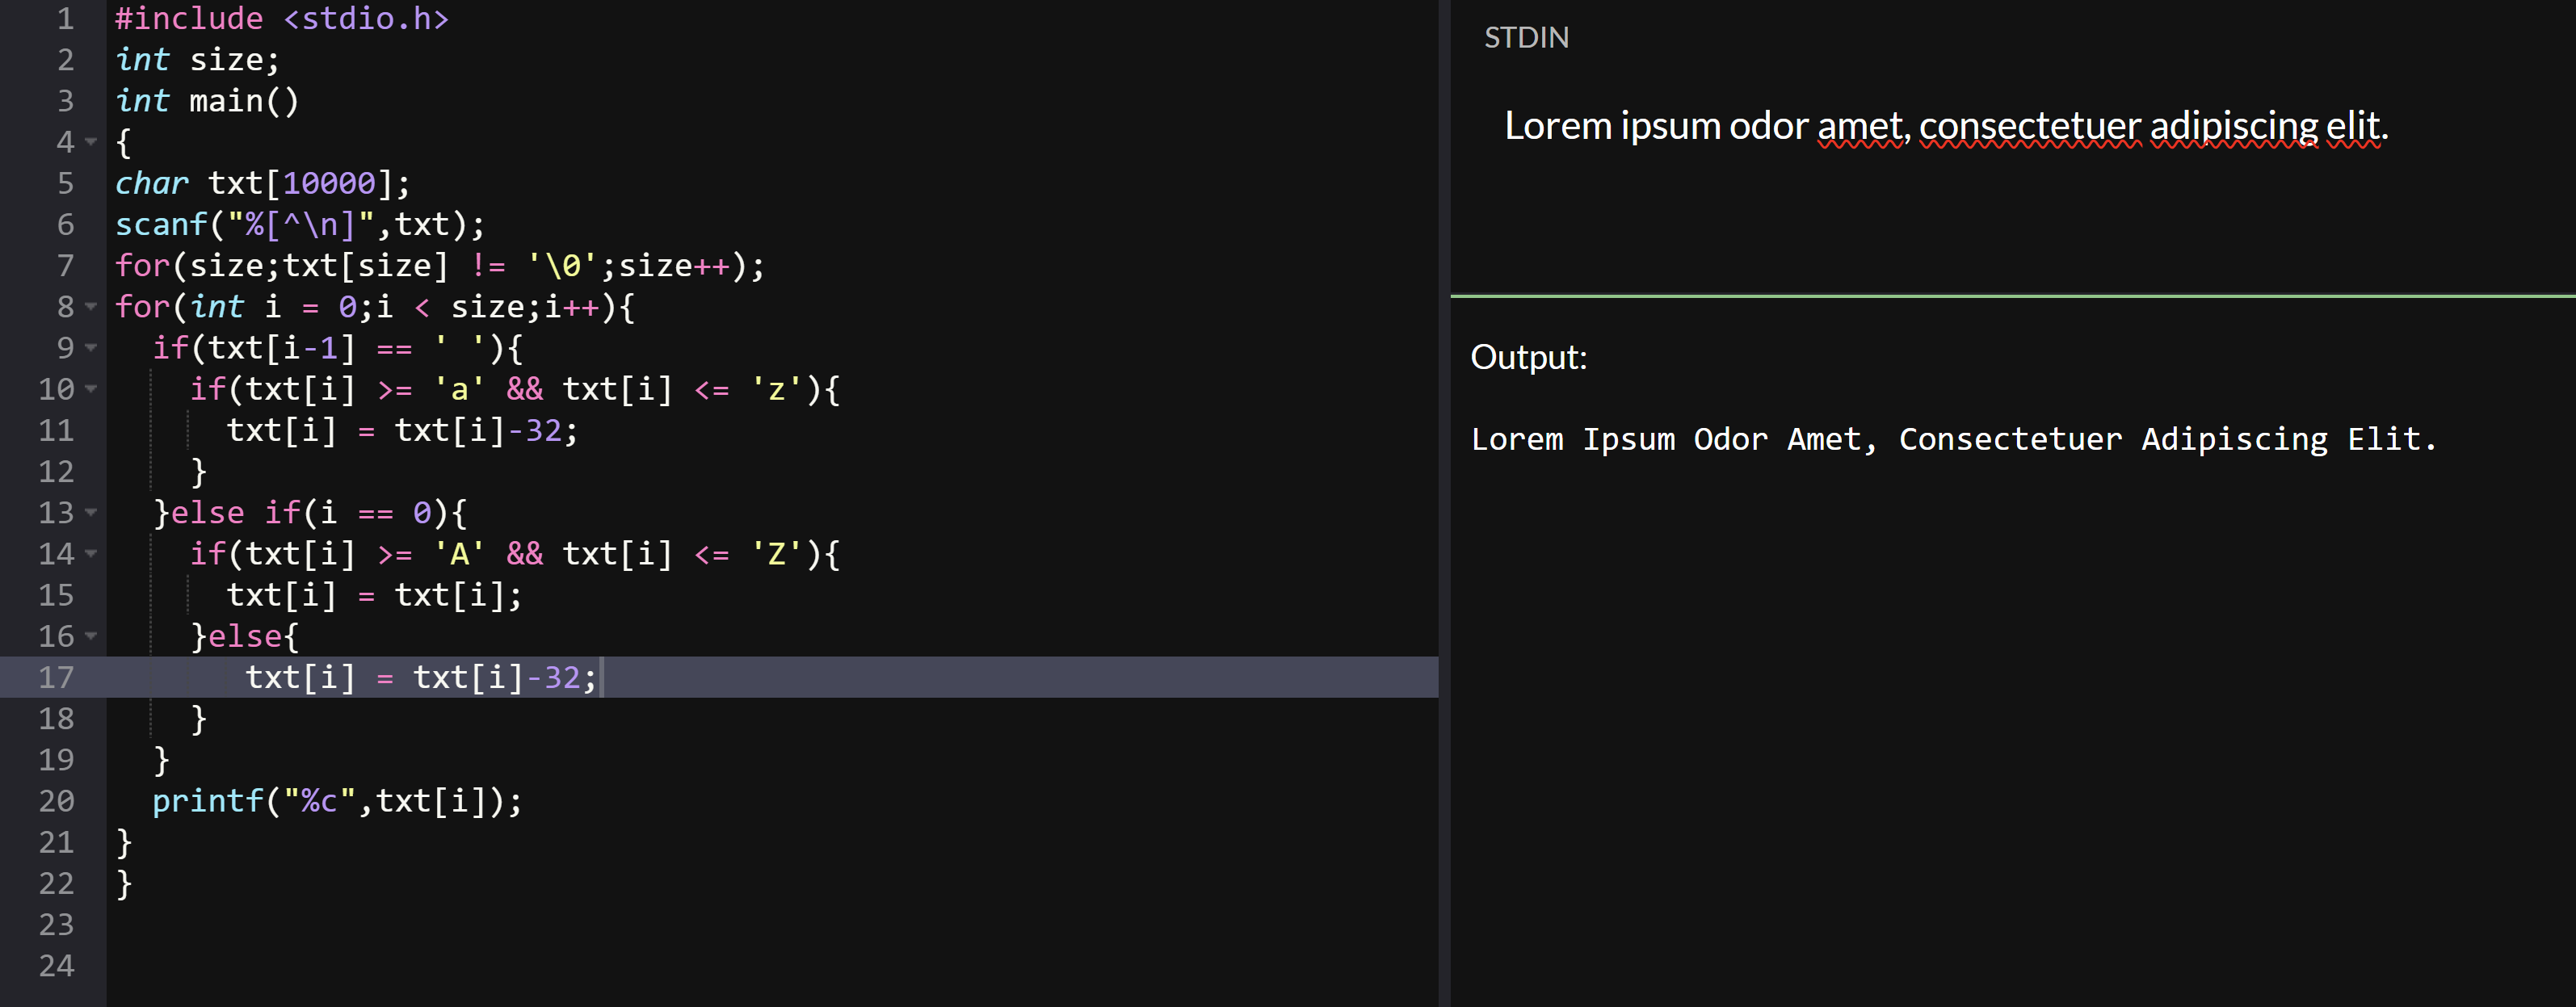 1 #include <stdio.h>
2 int size;
3 int main()
4 {
5 char txt[10000];
6 scanf("%[^\n]",txt);
7 for(size;txt[size] != '\0';size++);
8 for(int i = 0;i < size;i++){
9   if(txt[i-1] == ' '){
10     if(txt[i] >= 'a' && txt[i] <= 'z'){
11       txt[i] = txt[i]-32;
12     }
13   }else if(i == 0){
14     if(txt[i] >= 'A' && txt[i] <= 'Z'){
15       txt[i] = txt[i];
16     }else{
17        txt[i] = txt[i]-32;
18     }
19   }
20   printf("%c",txt[i]);
21 }
22 }
23
24
STDIN
Lorem ipsum odor amet, consectetuer adipiscing elit.
Output:
Lorem Ipsum Odor Amet, Consectetuer Adipiscing Elit.